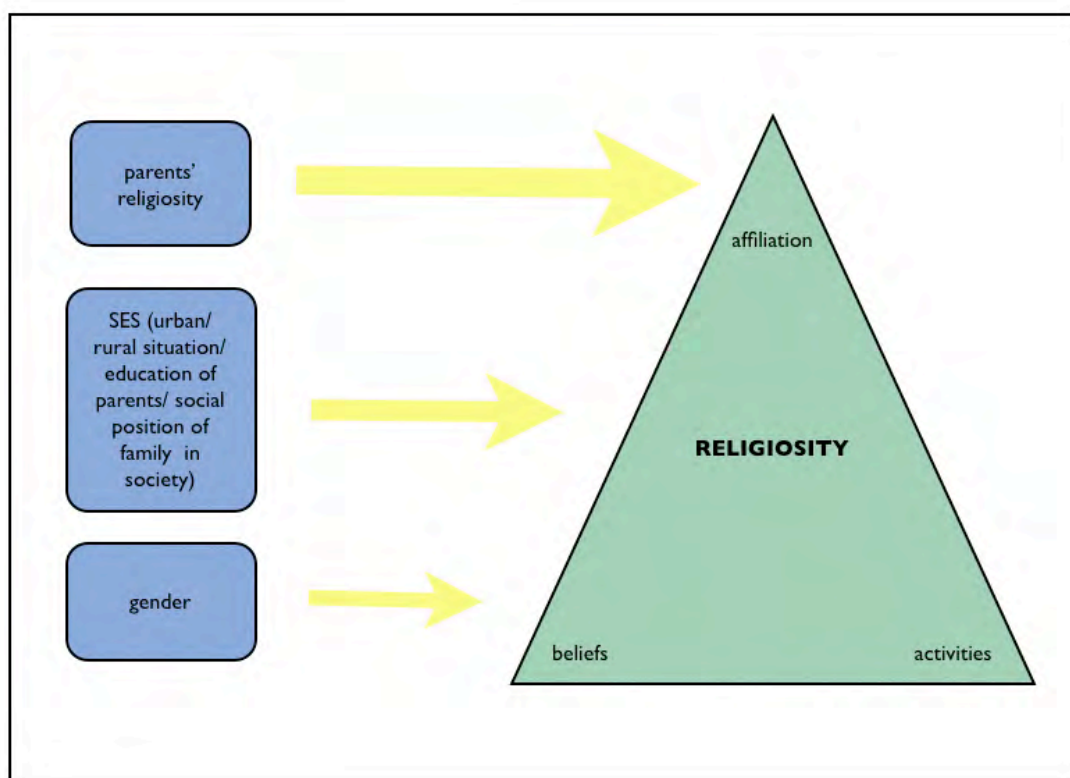 parents'
religiosity
affiliation
SES (urban/
rural situation/
education of
parents/ social
position of
family in
society)
RELIGIOSITY
gender
beliefs
activities